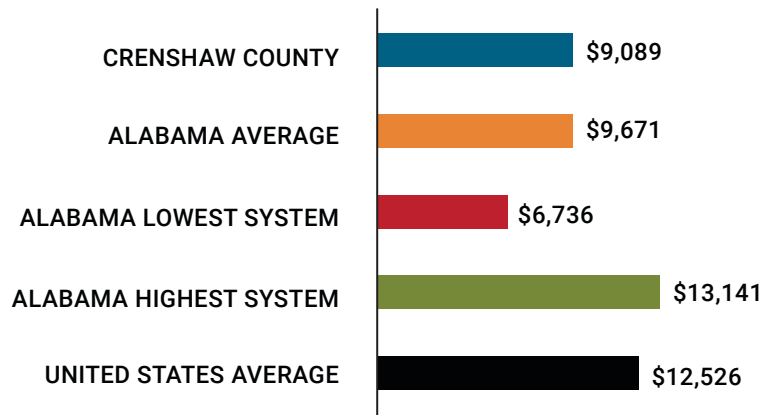 CRENSHAW COUNTY $9,089
ALABAMA AVERAGE $9,671
ALABAMA LOWEST SYSTEM $6,736
ALABAMA HIGHEST SYSTEM $13,141
UNITED STATES AVERAGE $12,526